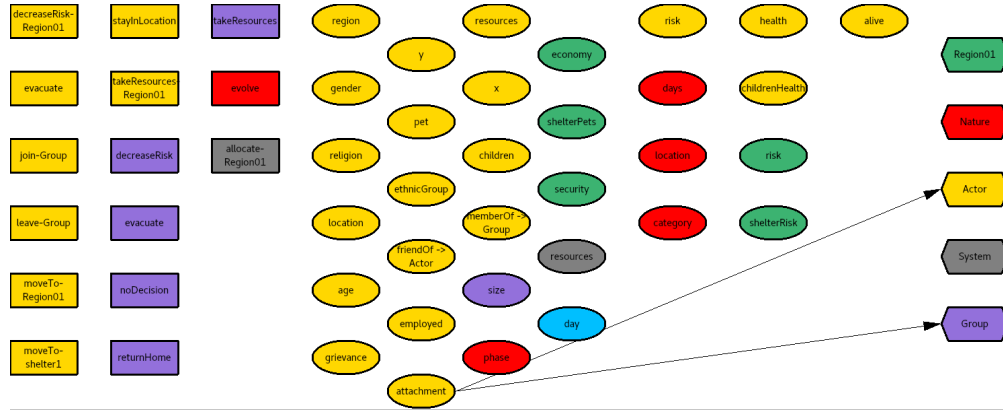 decreaseRisk-
Region01
stayInLocation
takeResources
region
resources
risk
health
alive
y
economy
Region01
evacuate
takeResources-
Region01
evolve
gender
x
days
childrenHealth
pet
shelterPets
Nature
join-Group
decreaseRisk
allocate-
Region01
religion
children
location
risk
ethnicGroup
security
Actor
leave-Group
evacuate
location
memberOf ->
Group
category
shelterRisk
friendOf ->
Actor
resources
System
moveTo-
Region01
noDecision
age
size
employed
day
Group
moveTo-
shelter1
returnHome
grievance
phase
attachment